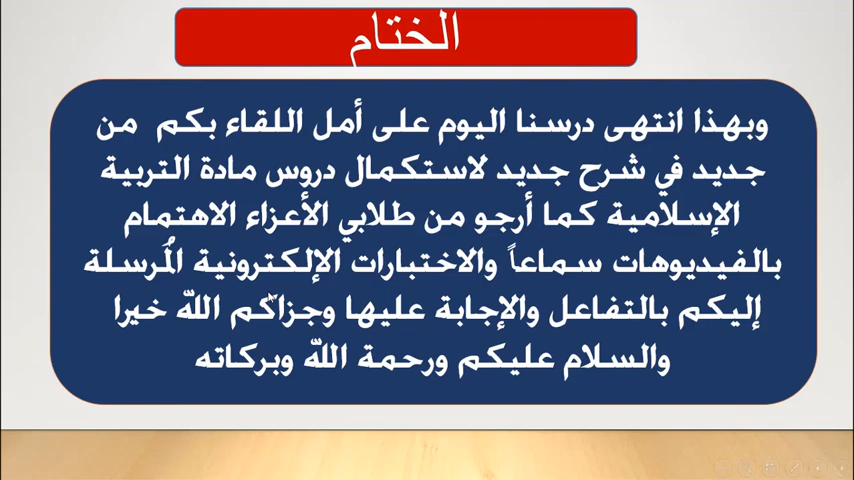 الختام
وبهذا انتهى درسنا اليوم على أمل اللقاء بكم من
جديد في شرح جديد لاستكمال دروس مادة التربية
الإسلامية كما أرجو من طلابي الأعزاء الاهتمام
بالفيديوهات سماعاً والاختبارات الإلكترونية المُرسلة
إليكم بالتفاعل والإجابة عليها وجزاكم الله خيرا
والسلام عليكم ورحمة الله وبركاته